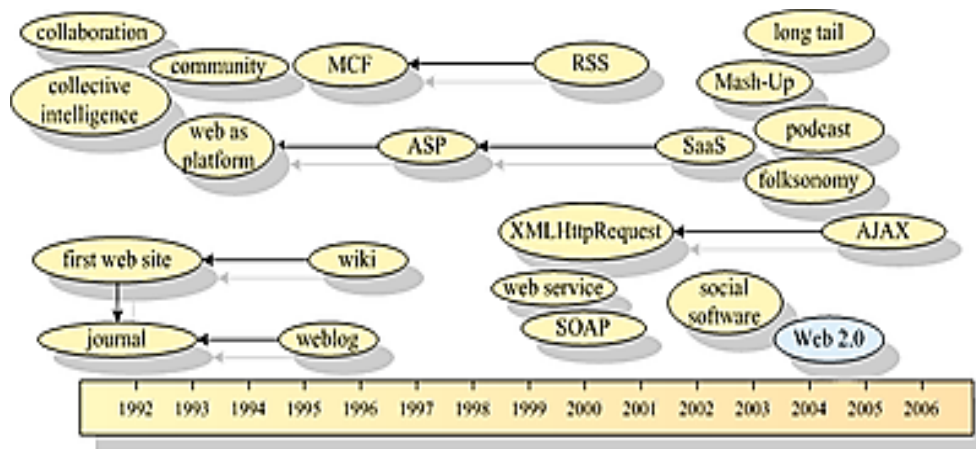 collaboration
long tail
community
MCF
RSS
Mash-Up
collective
intelligence
web as
platform
ASP
SaaS
podcast
folksonomy
XMLHttpRequest
AJAX
first web site
wiki
web service
social
software
SOAP
journal
weblog
Web 2.0
1992 1993 1994 1995 1996 1997 1998 1999 2000 2001 2002 2003 2004 2005 2006